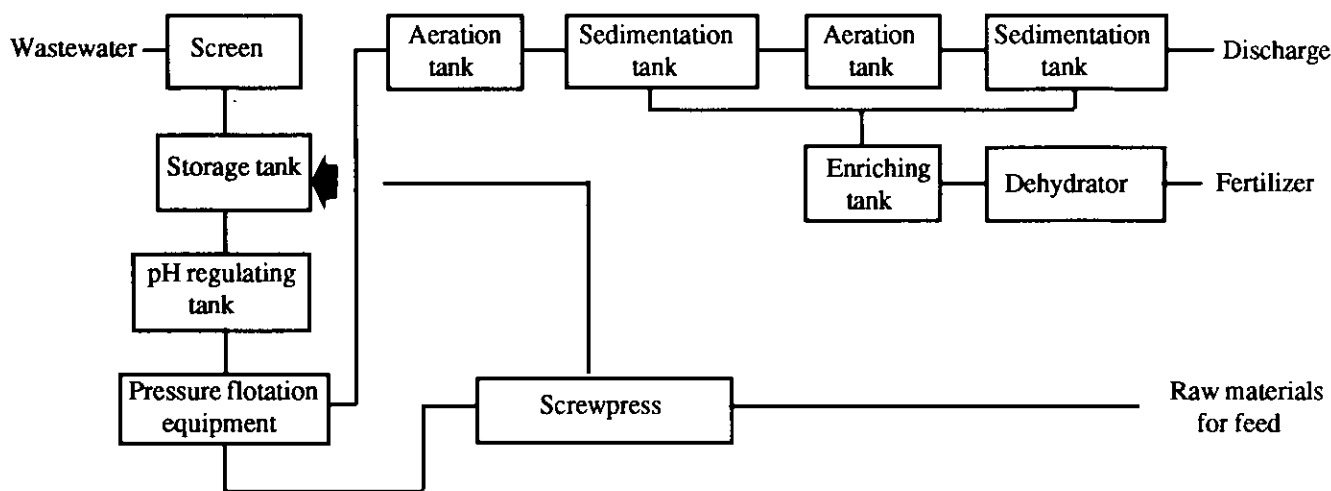 Wastewater
Screen
Aeration
tank
Sedimentation
tank
Aeration
tank
Sedimentation
tank
Discharge
Storage tank
Enriching
tank
Dehydrator
Fertilizer
pH regulating
tank
Pressure flotation
equipment
Screwpress
Raw materials
for feed